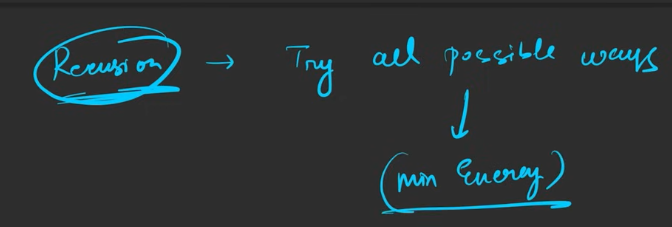 Recursion → Try all possible ways
↓
(min Energy)